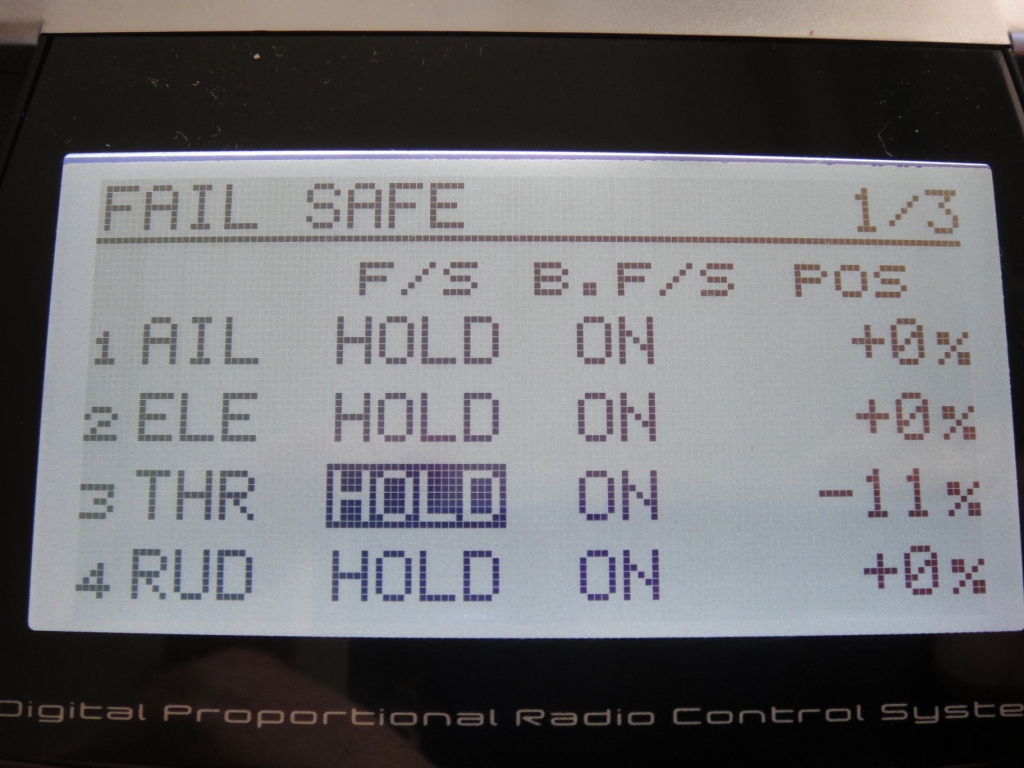 FAIL SAFE 1/3
F/S B.F/S POS
1 AIL HOLD ON +0%
2 ELE HOLD ON +0%
3 THR HOLD ON -11%
4 RUD HOLD ON +0%
Digital Proportional Radio Control Syste